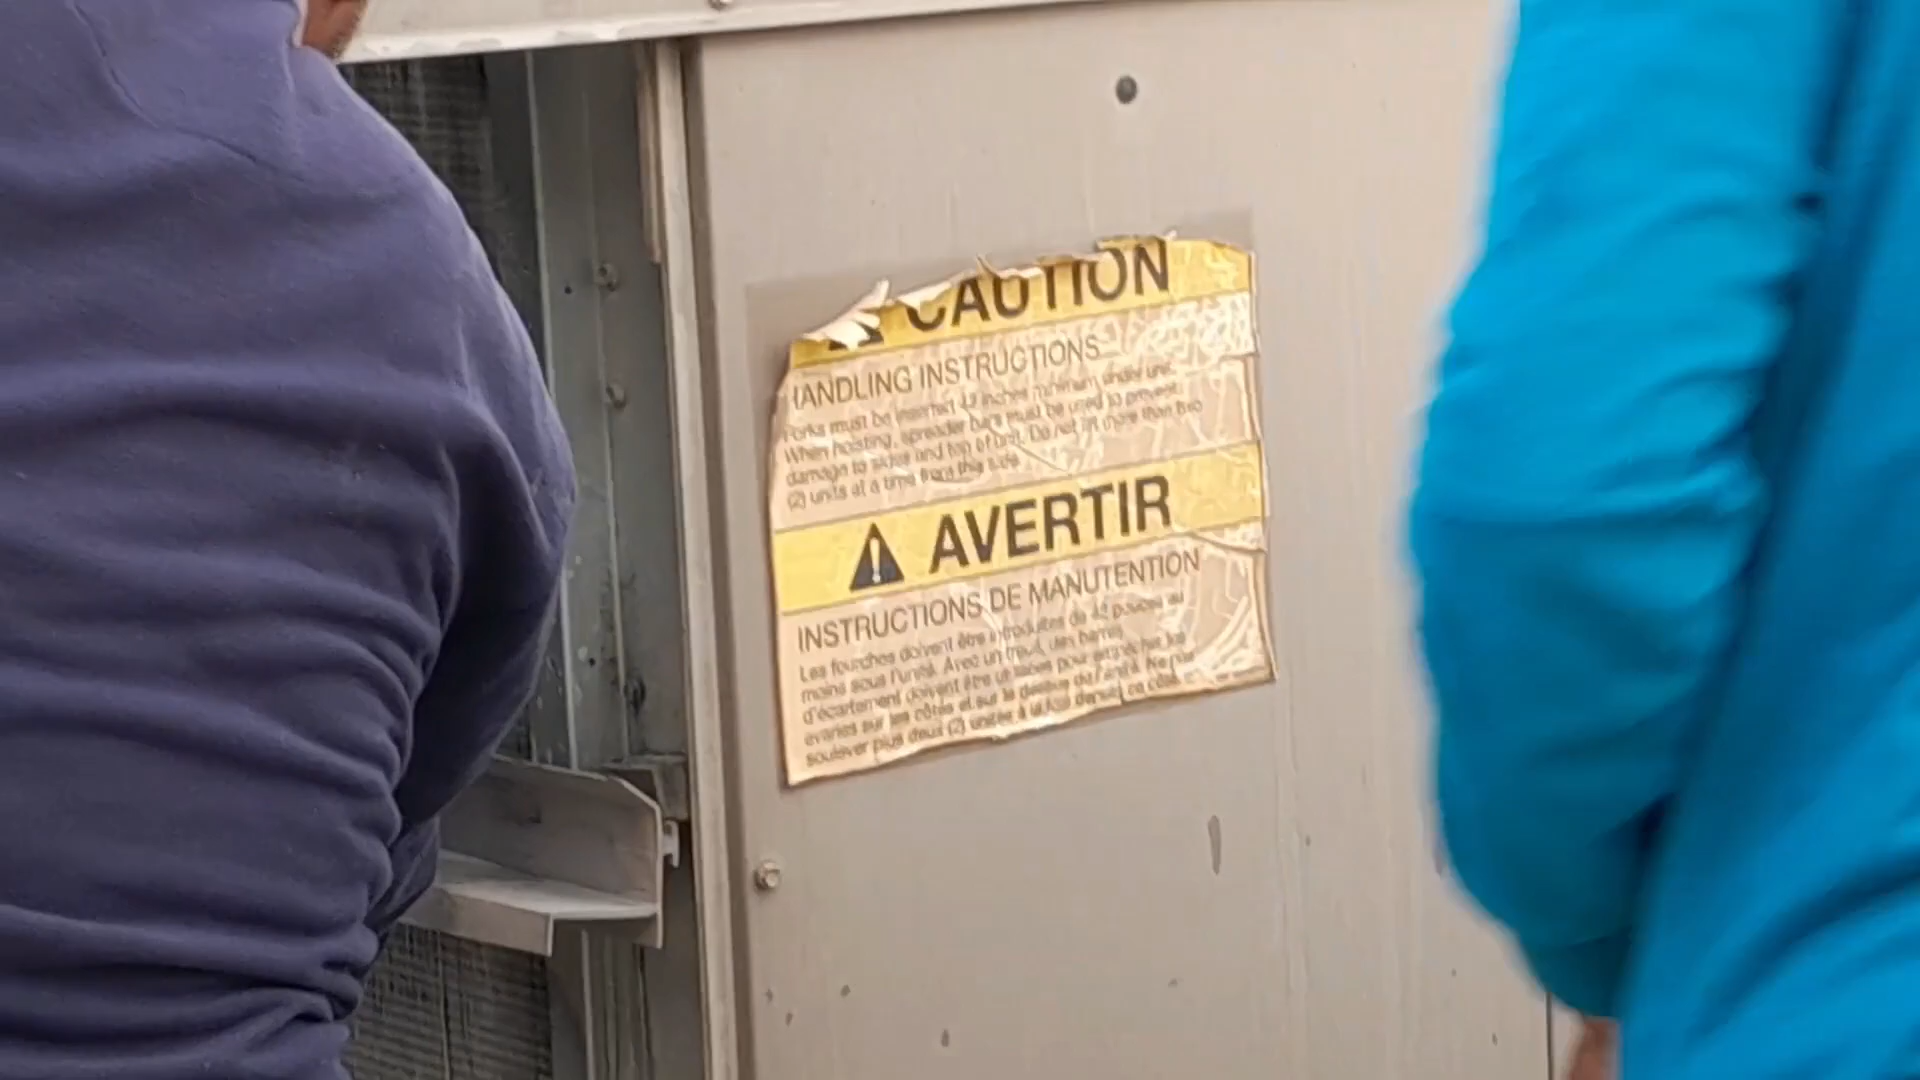 CAUTION
HANDLING INSTRUCTIONS
Forks must be inserted 42 inches minimum under unit.
When hoisting, spreader bars must be used to prevent
damage to sides and top of unit. Do not lift more than two
(2) units at a time from this side.
AVERTIR
INSTRUCTIONS DE MANUTENTION
Les fourches doivent être introduites de 42 pouces au
moins sous l'unité. Avec un treuil, des barres
d'écartement doivent être utilisées pour les
avaries sur les côtés et sur le dessus de l'unité. Ne pas
soulever plus deux (2) unités à la fois depuis ce côté.